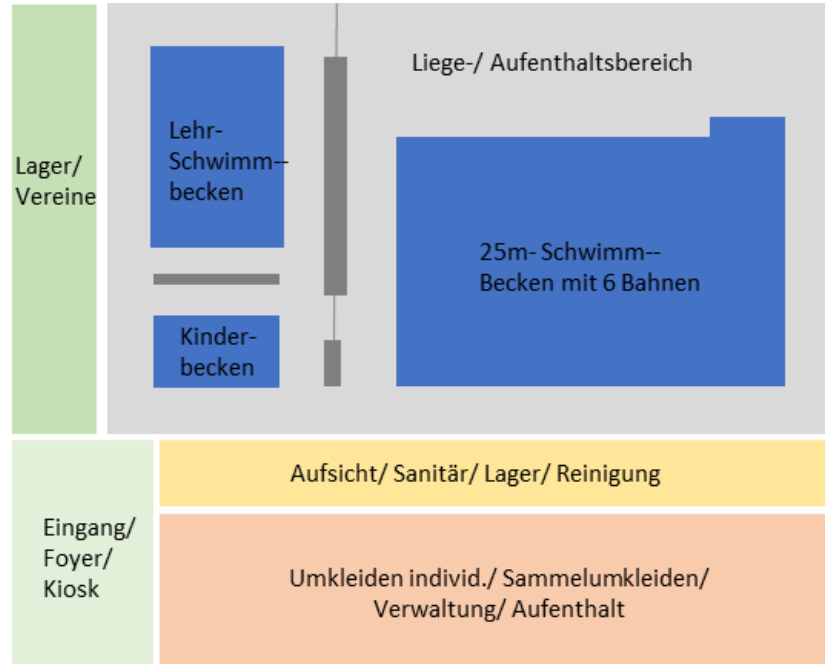 Liege-/ Aufenthaltsbereich
Lehr-
Schwimm--
becken
Lager/
Vereine
25m- Schwimm--
Becken mit 6 Bahnen
Kinder-
becken
Aufsicht/ Sanitär/ Lager/ Reinigung
Eingang/
Foyer/
Kiosk
Umkleiden individ./ Sammelumkleiden/
Verwaltung/ Aufenthalt